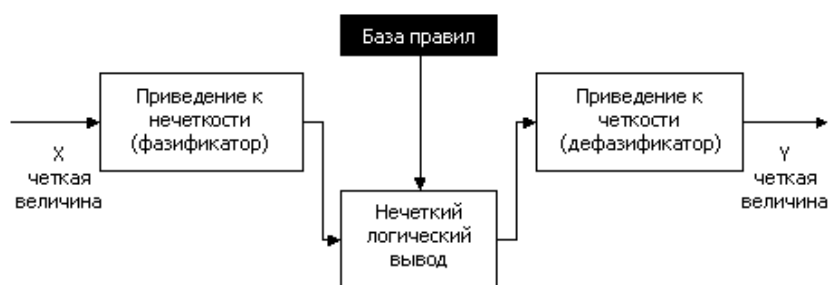 База правил
Приведение к
нечеткости
(фазификатор)
Приведение к
четкости
(дефазификатор)
X
четкая
величина
Y
четкая
величина
Нечеткий
логический
вывод